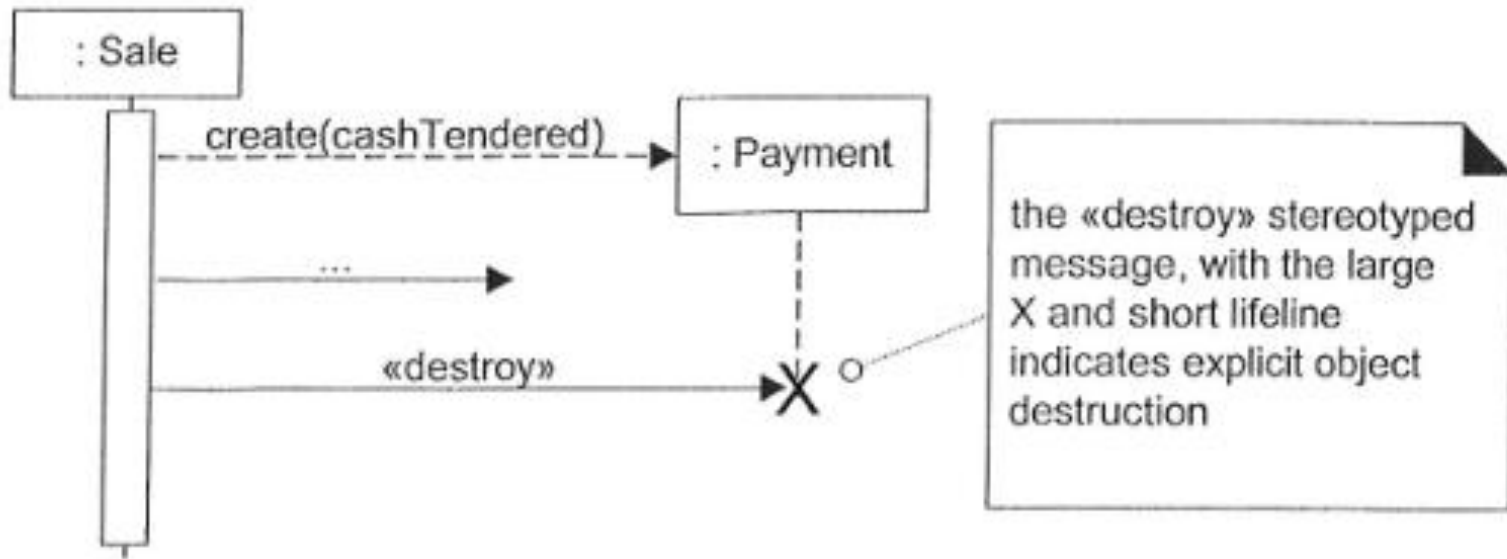 : Sale
create(cashTendered)
: Payment
...
«destroy»
X
the «destroy» stereotyped
message, with the large
X and short lifeline
indicates explicit object
destruction